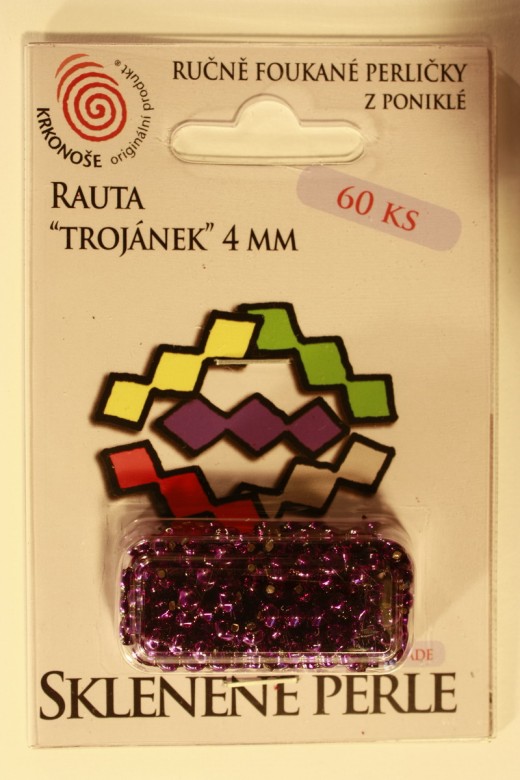 RUČNĚ FOUKANÉ PERLIČKY
Z PONIKLÉ
KRKONOŠE
originální produkt®
RAUTA
"TROJÁNEK" 4 MM
60 KS
SKLENĚNÉ PERLE